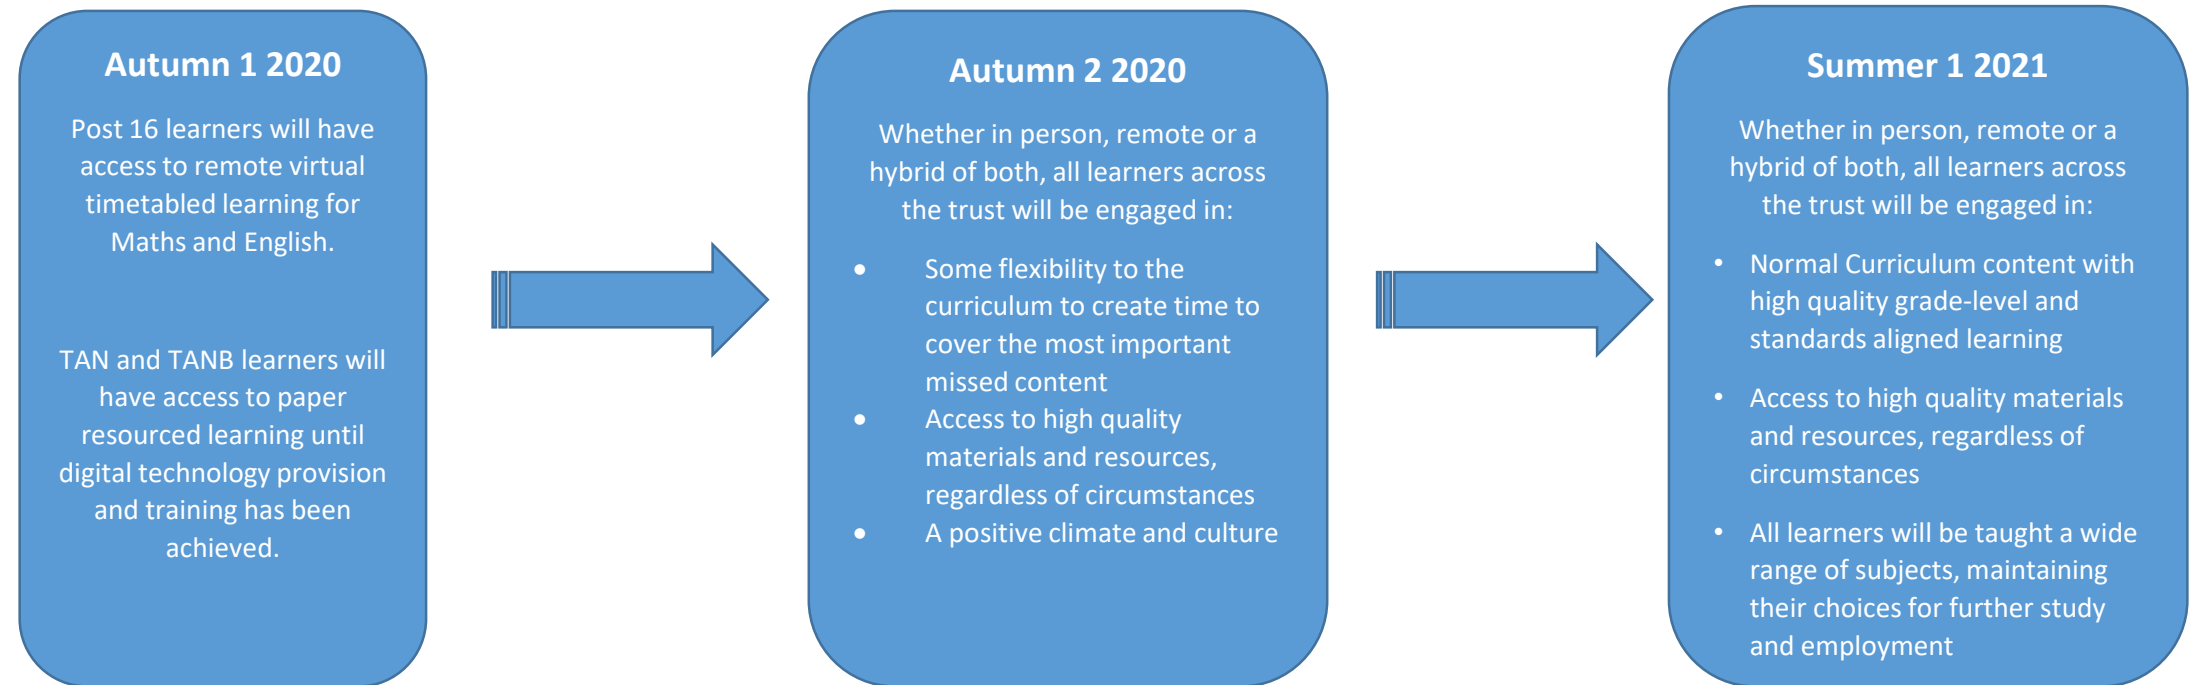 Autumn 1 2020
Post 16 learners will have
access to remote virtual
timetabled learning for
Maths and English.
TAN and TANB learners will
have access to paper
resourced learning until
digital technology provision
and training has been
achieved.
Autumn 2 2020
Whether in person, remote or a
hybrid of both, all learners across
the trust will be engaged in:
• Some flexibility to the
curriculum to create time to
cover the most important
missed content
• Access to high quality
materials and resources,
regardless of circumstances
• A positive climate and culture
Summer 1 2021
Whether in person, remote or a
hybrid of both, all learners across
the trust will be engaged in:
• Normal Curriculum content with
high quality grade-level and
standards aligned learning
• Access to high quality materials
and resources, regardless of
circumstances
• All learners will be taught a wide
range of subjects, maintaining
their choices for further study
and employment